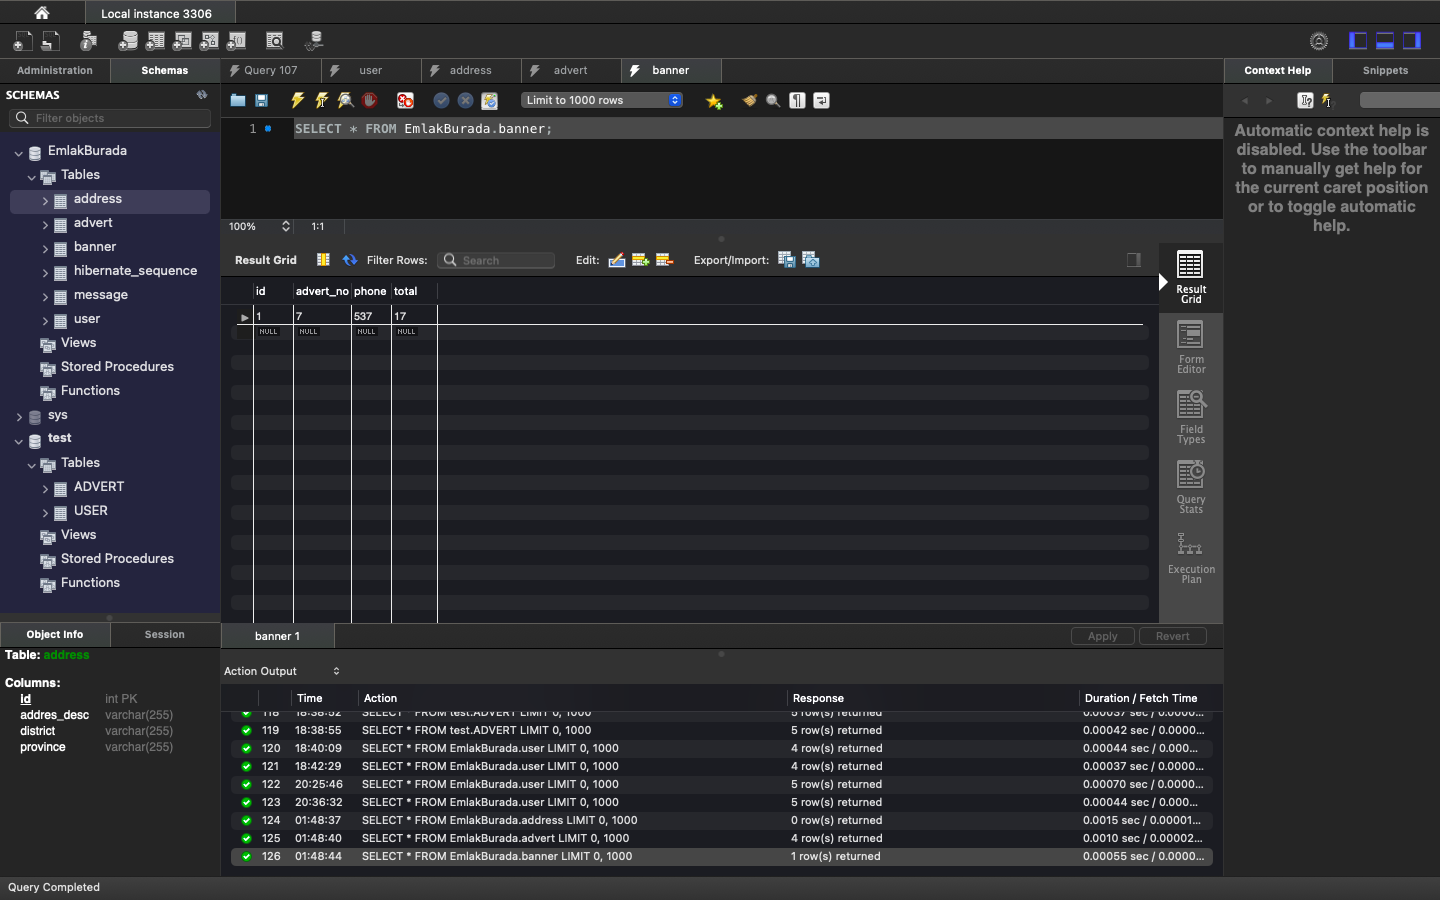 Local instance 3306
Administration
Schemas
Query 107
user
address
advert
banner
Context Help
Snippets
SCHEMAS
Filter objects
Limit to 1000 rows
1
SELECT * FROM EmlakBurada.banner;
Automatic context help is
disabled. Use the toolbar
to manually get help for
the current caret position
or to toggle automatic
help.
EmlakBurada
Tables
address
advert
banner
hibernate_sequence
message
user
Views
Stored Procedures
Functions
sys
test
Tables
ADVERT
USER
Views
Stored Procedures
Functions
100%
1:1
Result Grid
Filter Rows:
Search
Edit:
Export/Import:
id advert_no phone total
1 7 537 17
NULL NULL NULL NULL
Result
Grid
Form
Editor
Field
Types
Query
Stats
Execution
Plan
Object Info
Session
Table: address
Columns:
id int PK
addres_desc varchar(255)
district varchar(255)
province varchar(255)
banner 1
Apply
Revert
Action Output
Time Action Response Duration / Fetch Time
118 18:38:52 SELECT * FROM test.ADVERT LIMIT 0, 1000 5 row(s) returned 0.00037 sec / 0.0000...
119 18:38:55 SELECT * FROM test.ADVERT LIMIT 0, 1000 5 row(s) returned 0.00042 sec / 0.0000...
120 18:40:09 SELECT * FROM EmlakBurada.user LIMIT 0, 1000 4 row(s) returned 0.00044 sec / 0.000...
121 18:42:29 SELECT * FROM EmlakBurada.user LIMIT 0, 1000 4 row(s) returned 0.00037 sec / 0.000...
122 20:25:46 SELECT * FROM EmlakBurada.user LIMIT 0, 1000 5 row(s) returned 0.00070 sec / 0.0000...
123 20:36:32 SELECT * FROM EmlakBurada.user LIMIT 0, 1000 5 row(s) returned 0.00044 sec / 0.000...
124 01:48:37 SELECT * FROM EmlakBurada.address LIMIT 0, 1000 0 row(s) returned 0.0015 sec / 0.00001...
125 01:48:40 SELECT * FROM EmlakBurada.advert LIMIT 0, 1000 4 row(s) returned 0.0010 sec / 0.00002...
126 01:48:44 SELECT * FROM EmlakBurada.banner LIMIT 0, 1000 1 row(s) returned 0.00055 sec / 0.0000...
Query Completed